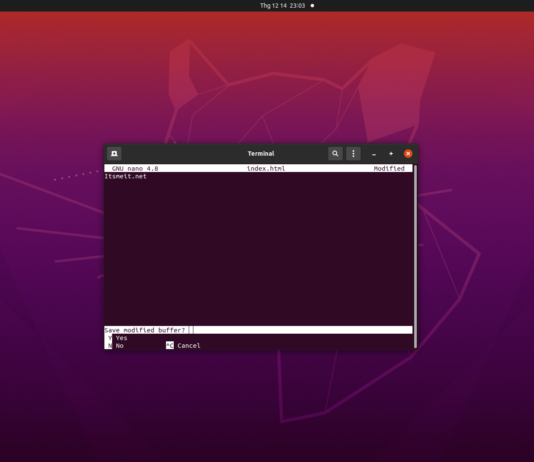 Thg 12 14 23:03
Terminal
GNU nano 4.8 index.html Modified
Itsmeit.net
Save modified buffer?
Y Yes
N No ^C Cancel